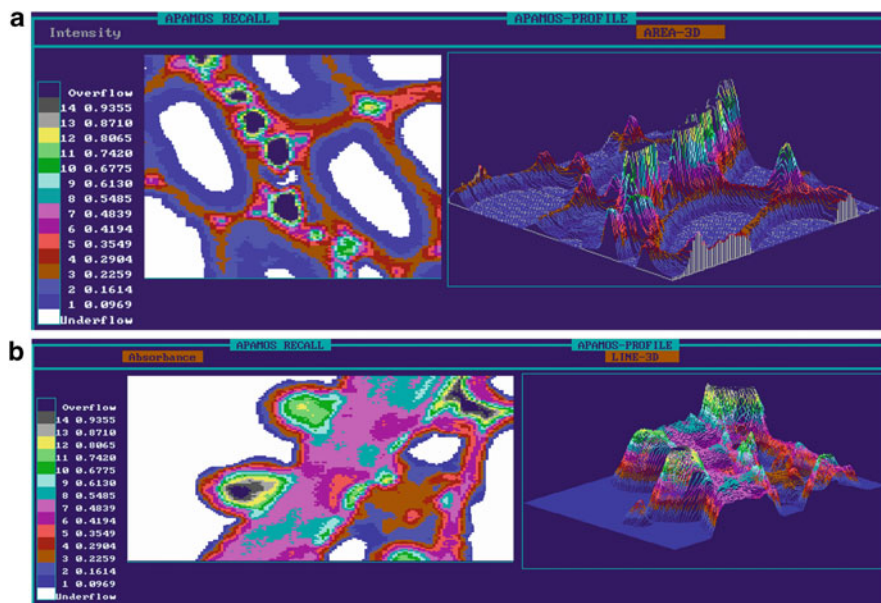 a
APAMOS RECALL
APAMOS-PROFILE
Intensity
AREA-3D
Overflow
14 0.9355
13 0.8710
12 0.8065
11 0.7420
10 0.6775
9 0.6130
8 0.5485
7 0.4839
6 0.4194
5 0.3549
4 0.2904
3 0.2259
2 0.1614
1 0.0969
Underflow
b
APAMOS RECALL
APAMOS-PROFILE
Absorbance
LINE-3D
Overflow
14 0.9355
13 0.8710
12 0.8065
11 0.7420
10 0.6775
9 0.6130
8 0.5485
7 0.4839
6 0.4194
5 0.3549
4 0.2904
3 0.2259
2 0.1614
1 0.0969
Underflow